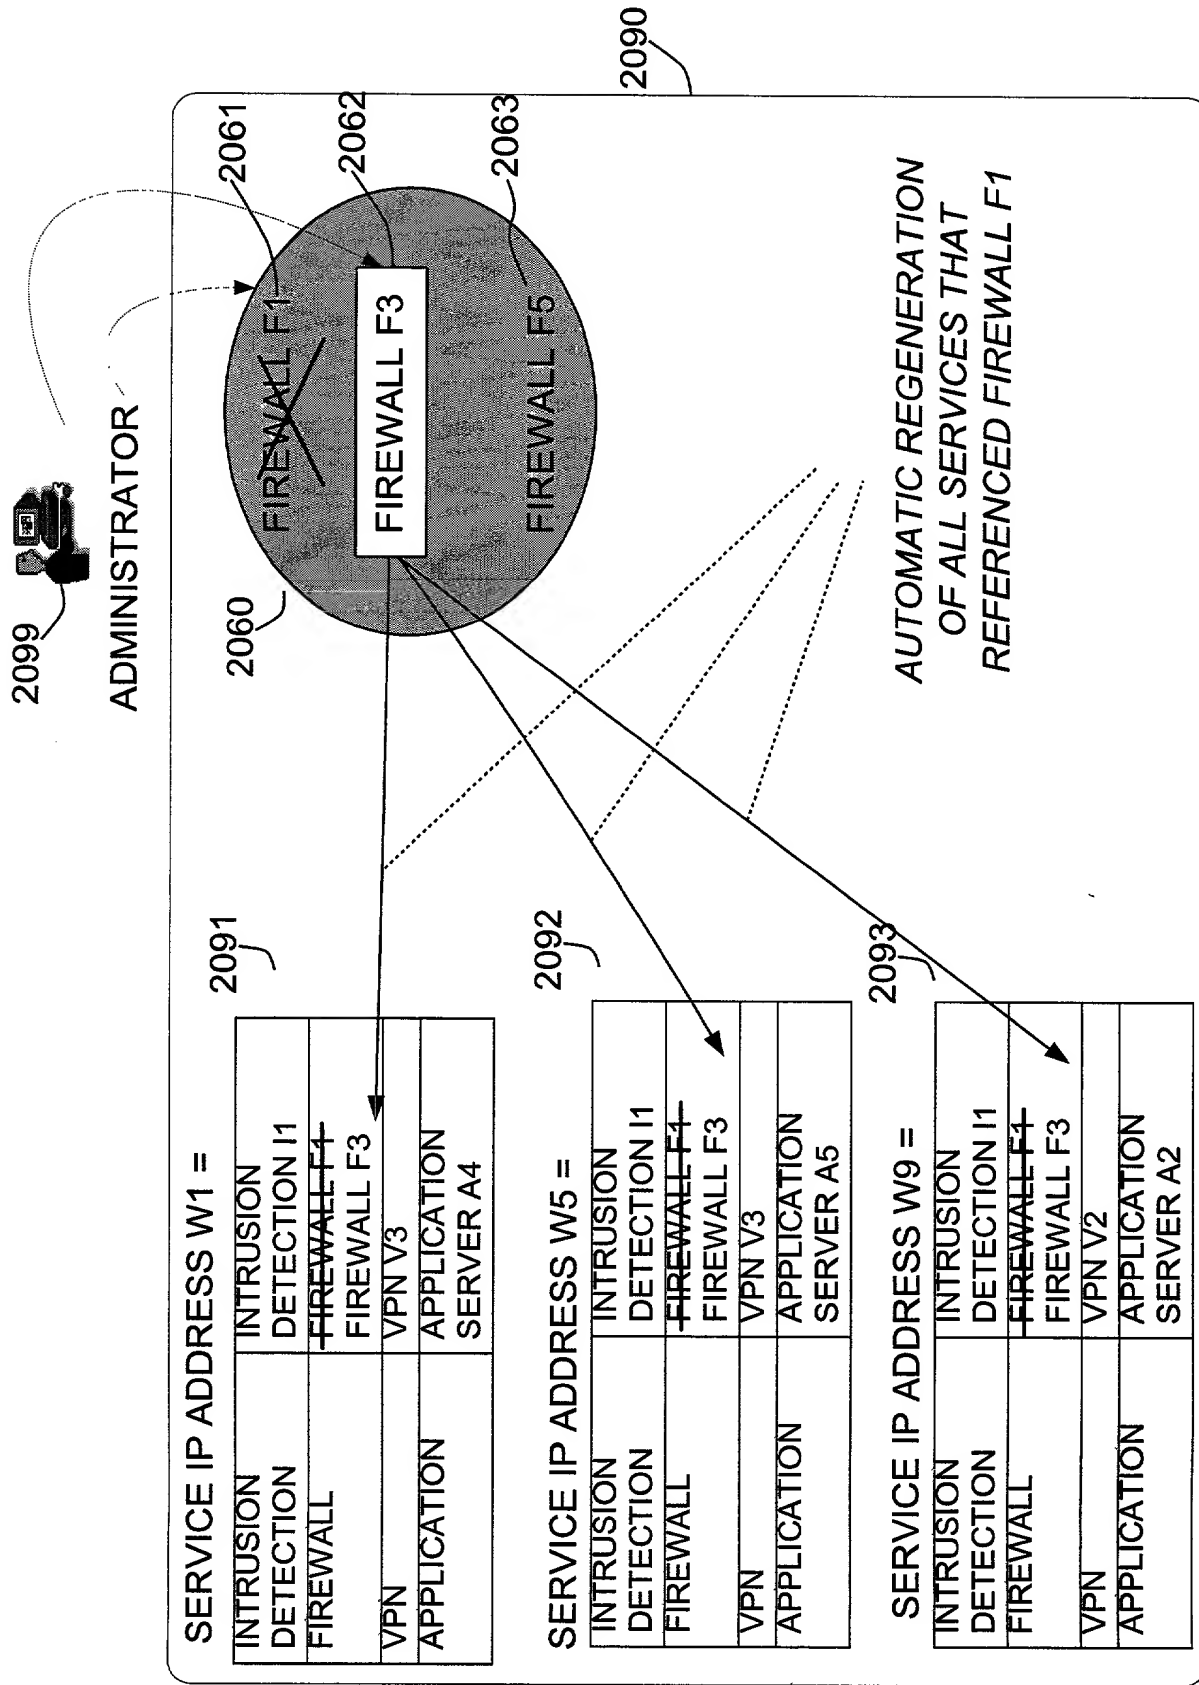 2099
ADMINISTRATOR
2090
2060
2061
2062
2063
FIREWALL F1
FIREWALL F3
FIREWALL F5
AUTOMATIC REGENERATION
OF ALL SERVICES THAT
REFERENCED FIREWALL F1
SERVICE IP ADDRESS W1 =
2091
INTRUSION
DETECTION
INTRUSION
DETECTION I1
FIREWALL
FIREWALL F1
FIREWALL F3
VPN
VPN V3
APPLICATION
APPLICATION
SERVER A4
SERVICE IP ADDRESS W5 =
2092
INTRUSION
DETECTION
INTRUSION
DETECTION I1
FIREWALL
FIREWALL F1
FIREWALL F3
VPN
VPN V3
APPLICATION
APPLICATION
SERVER A5
SERVICE IP ADDRESS W9 =
2093
INTRUSION
DETECTION
INTRUSION
DETECTION I1
FIREWALL
FIREWALL F1
FIREWALL F3
VPN
VPN V2
APPLICATION
APPLICATION
SERVER A2